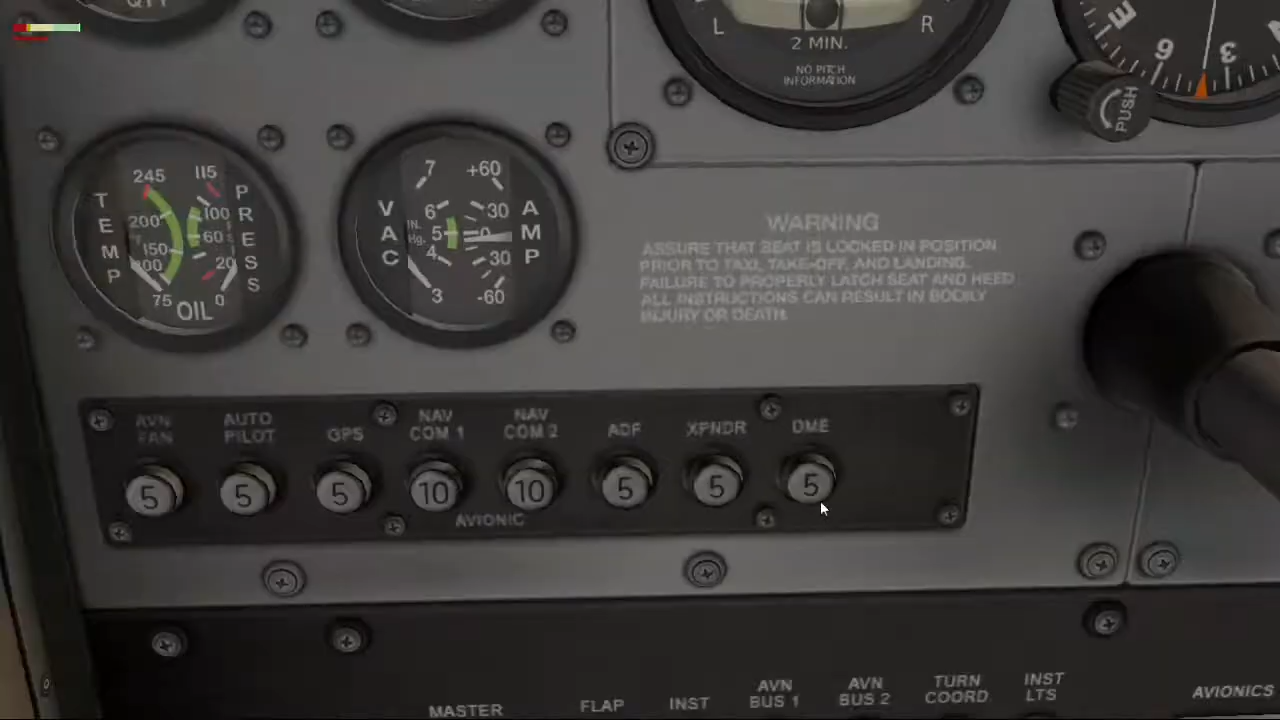 QTY
L
R
2 MIN.
NO PITCH
INFORMATION
E
6
3
PUSH
245
115
TEMP
PRESS
200
100
150
60
100
20
75
0
OIL
7
+60
VAC
AMP
6
30
IN.
Hg.
5
0
4
30
3
-60
WARNING
ASSURE THAT SEAT IS LOCKED IN POSITION
PRIOR TO TAXI, TAKE-OFF, AND LANDING.
FAILURE TO PROPERLY LATCH SEAT AND HEED
ALL INSTRUCTIONS CAN RESULT IN BODILY
INJURY OR DEATH.
AVN
FAN
AUTO
PILOT
GPS
NAV
COM 1
NAV
COM 2
ADF
XPNDR
DME
5
5
5
10
10
5
5
5
AVIONIC
MASTER
FLAP
INST
AVN
BUS 1
AVN
BUS 2
TURN
COORD
INST
LTS
AVIONICS